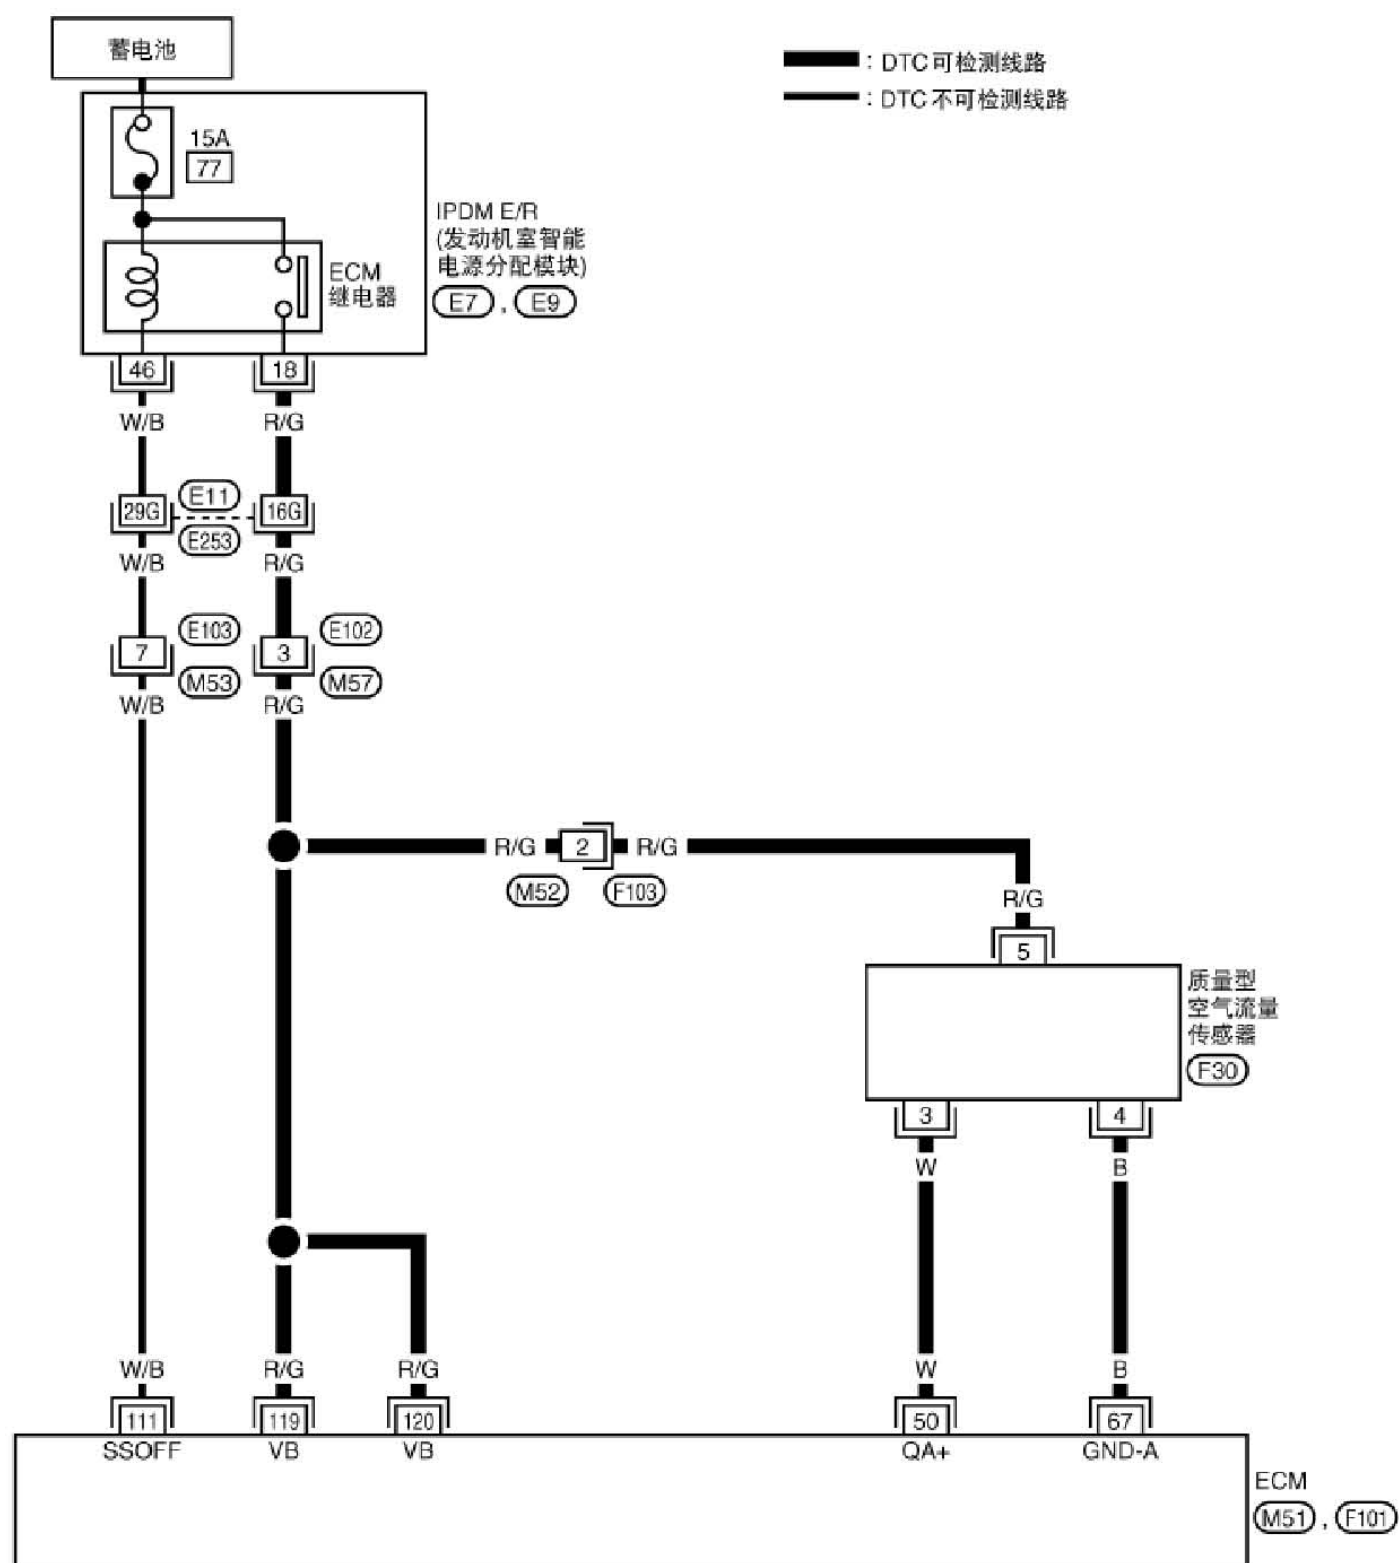 蓄电池
: DTC可检测线路
: DTC不可检测线路
15A
77
IPDM E/R
(发动机室智能
电源分配模块)
E7 , E9
ECM
继电器
46 18
W/B R/G
29G E11 16G
E253
W/B R/G
E103 E102
7 3
M53 M57
W/B R/G
R/G 2 R/G
M52 F103
R/G
5
质量型
空气流量
传感器
F30
3 4
W B
W/B R/G R/G W B
111 119 120 50 67
SSOFF VB VB QA+ GND-A
ECM
M51 , F101